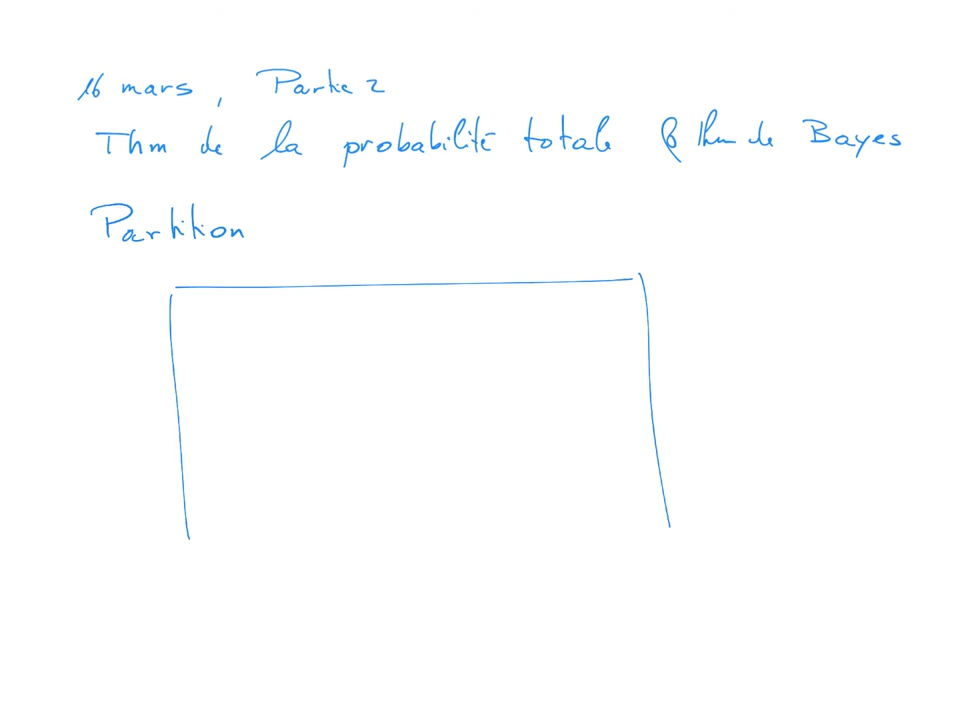 16 mars, Partie 2
Thm de la probabilité totale & thm de Bayes
Partition